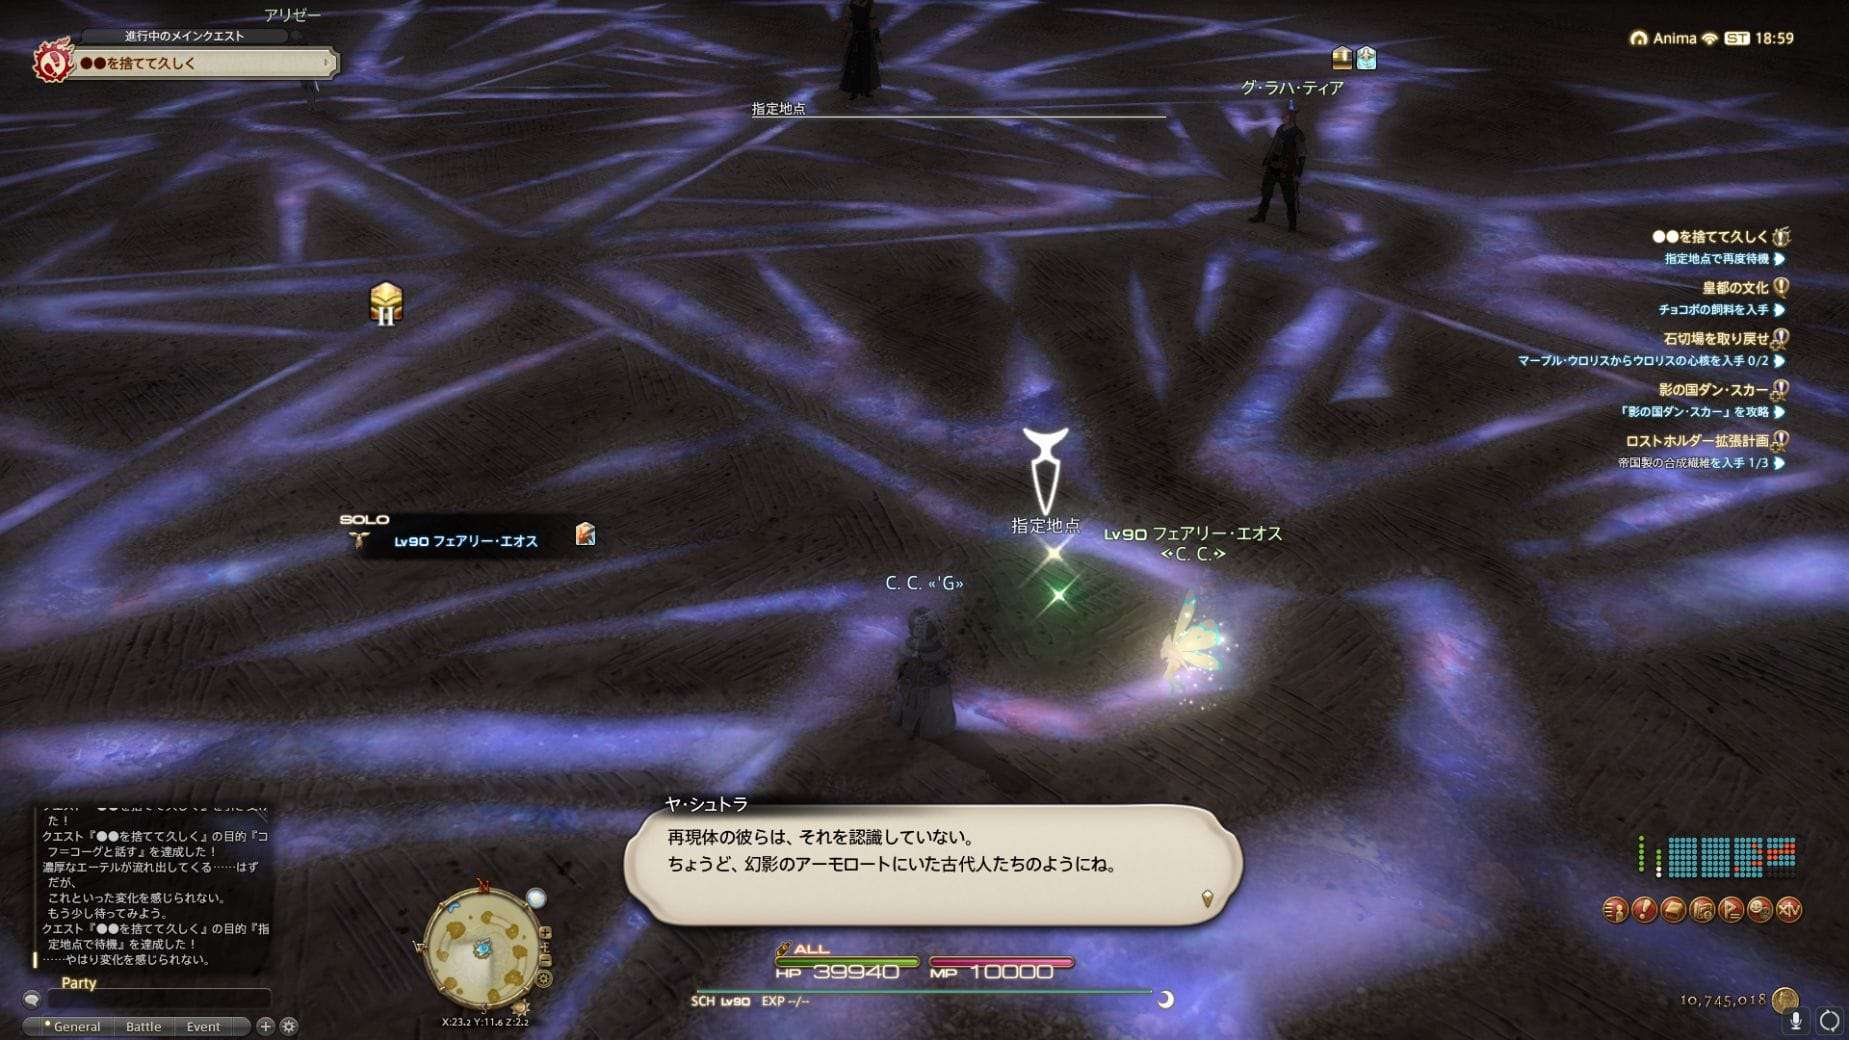 アリゼー
進行中のメインクエスト
●●を捨てて久しく
指定地点
グ・ラハ・ティア
Anima ST 18:59
●●を捨てて久しく
指定地点で再度待機
皇都の文化
チョコボの飼料を入手
石切場を取り戻せ
マーブル・ウロリスからウロリスの心核を入手 0/2
影の国ダン・スカー
「影の国ダン・スカー」を攻略
ロストホルダー拡張計画
帝国製の合成繊維を入手 1/3
H
SOLO
Lv90 フェアリー・エオス
指定地点
Lv90 フェアリー・エオス
C. C.
C. C. «'G»
ヤ・シュトラ
再現体の彼らは、それを認識していない。
ちょうど、幻影のアーモロートにいた古代人たちのようにね。
た！
クエスト『●●を捨てて久しく』の目的『コ
フ＝コーグと話す』を達成した！
濃厚なエーテルが流れ出してくる……はず
だが、
これといった変化を感じられない。
もう少し待ってみよう。
クエスト『●●を捨てて久しく』の目的『指
定地点で待機』を達成した！
……やはり変化を感じられない。
Party
General Battle Event
N
W
S
X:23.2 Y:11.6 Z:2.2
ALL
HP 39940 MP 10000
SCH Lv90 EXP --/--
XIV
10,745,018